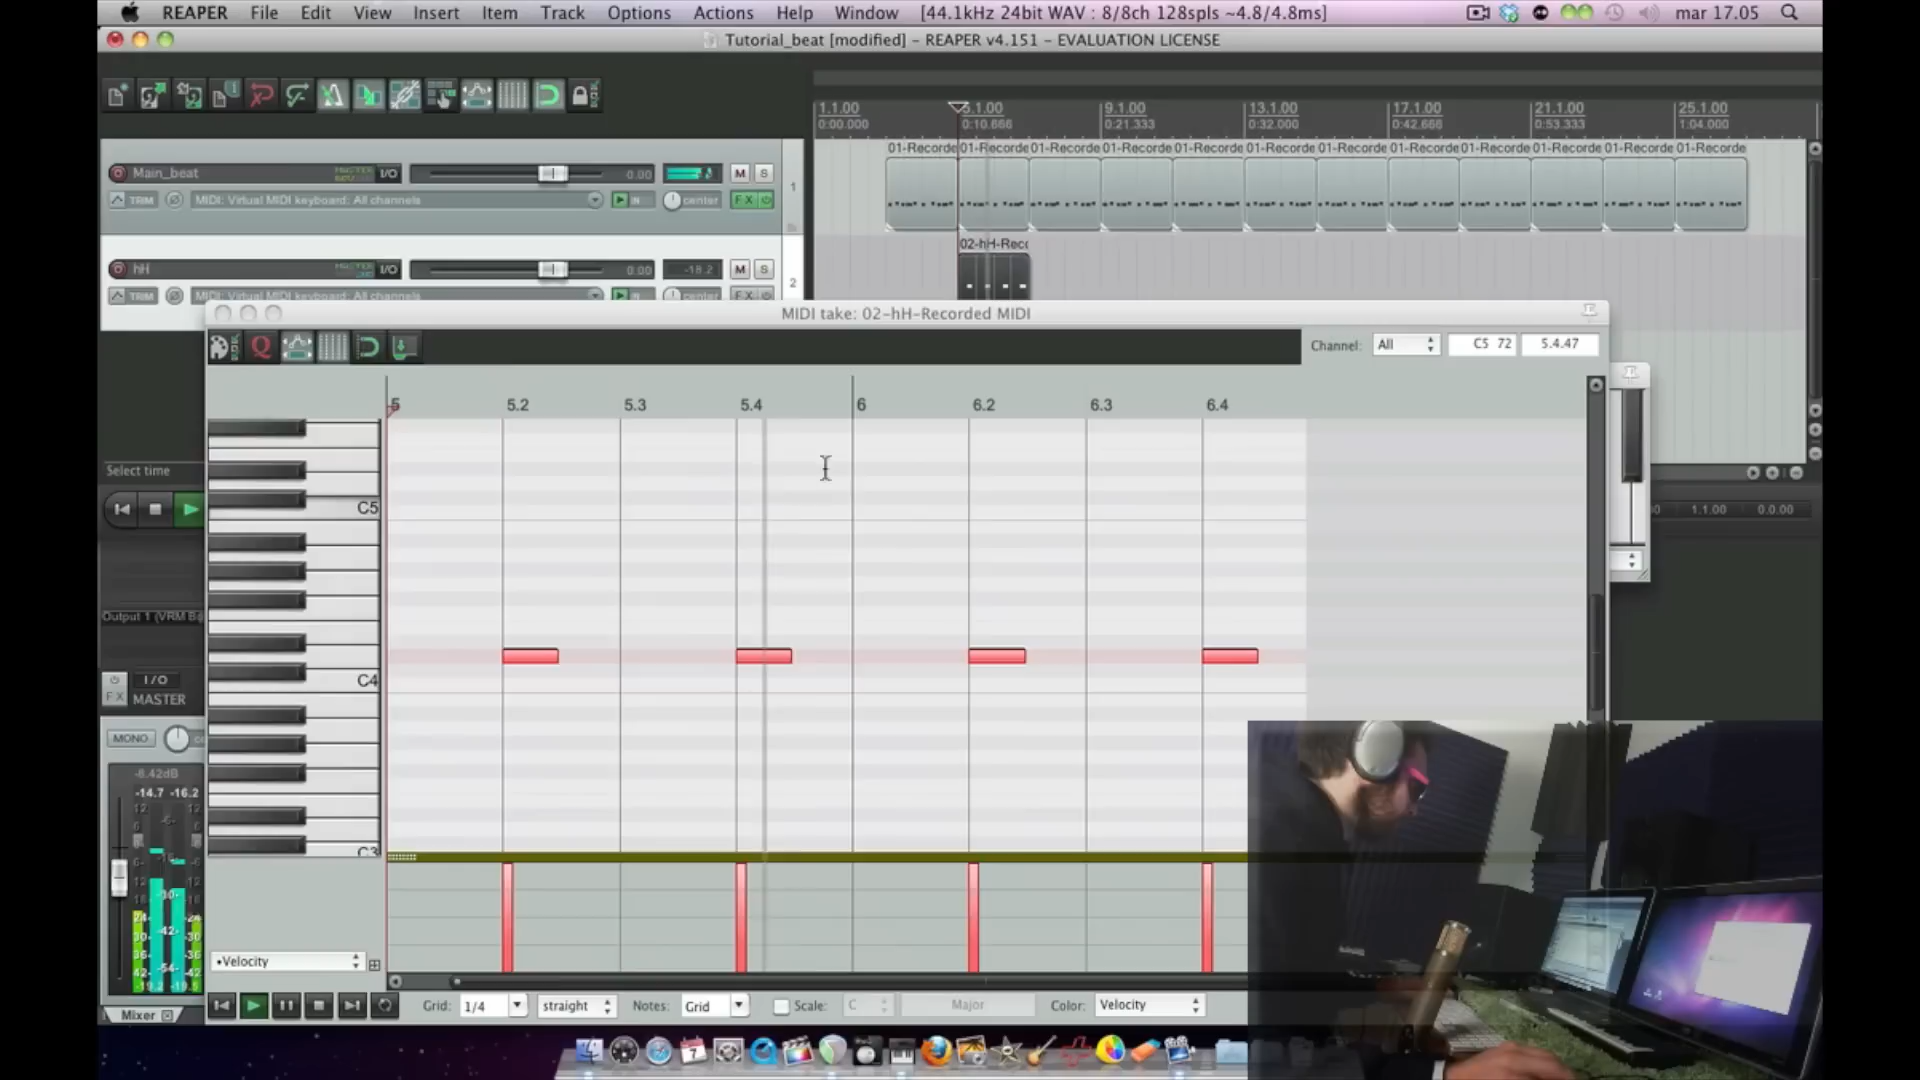 REAPER File Edit View Insert Item Track Options Actions Help Window [44.1kHz 24bit WAV : 8/8ch 128spls ~4.8/4.8ms] mar 17.05
Tutorial_beat [modified] - REAPER v4.151 - EVALUATION LICENSE
1.1.00 5.1.00 9.1.00 13.1.00 17.1.00 21.1.00 25.1.00
0:00.000 0:10.666 0:21.333 0:32.000 0:42.666 0:53.333 1:04.000
01-Recorde 01-Recorde 01-Recorde 01-Recorde 01-Recorde 01-Recorde 01-Recorde 01-Recorde 01-Recorde 01-Recorde 01-Recorde 01-Recorde
Main_beat I/O 0.00 M S 1
TRIM MIDI: Virtual MIDI keyboard: All channels IN center FX
02-hH-Reco
hH I/O 0.00 -18.2 M S 2
TRIM MIDI: Virtual MIDI keyboard: All channels IN center FX
MIDI take: 02-hH-Recorded MIDI
Q Channel: All C5 72 5.4.47
5 5.2 5.3 5.4 6 6.2 6.3 6.4
Select time
C5
1.1.00 0.0.00
Output 1 (VRM B
C4
FX I/O MASTER
MONO
-8.42dB
-14.7 -16.2
C3
•Velocity
Grid: 1/4 straight Notes: Grid Scale: C Major Color: Velocity
Mixer
7